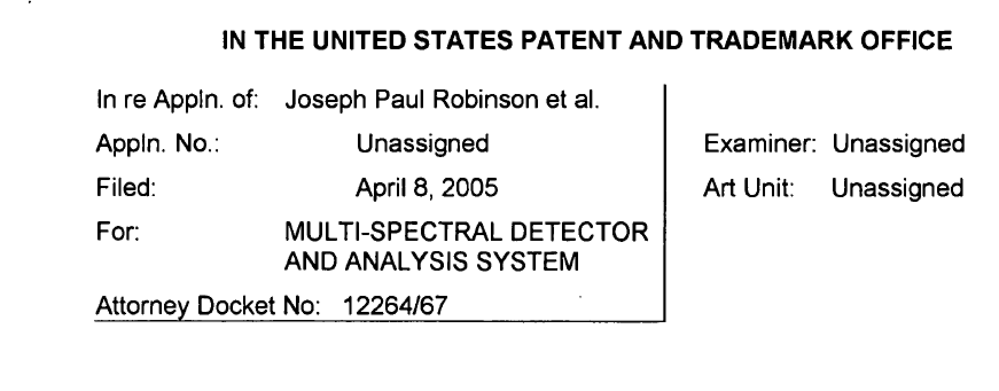 IN THE UNITED STATES PATENT AND TRADEMARK OFFICE
In re Appln. of: Joseph Paul Robinson et al.
Appln. No.: Unassigned
Examiner: Unassigned
Filed: April 8, 2005
Art Unit: Unassigned
For: MULTI-SPECTRAL DETECTOR
AND ANALYSIS SYSTEM
Attorney Docket No: 12264/67